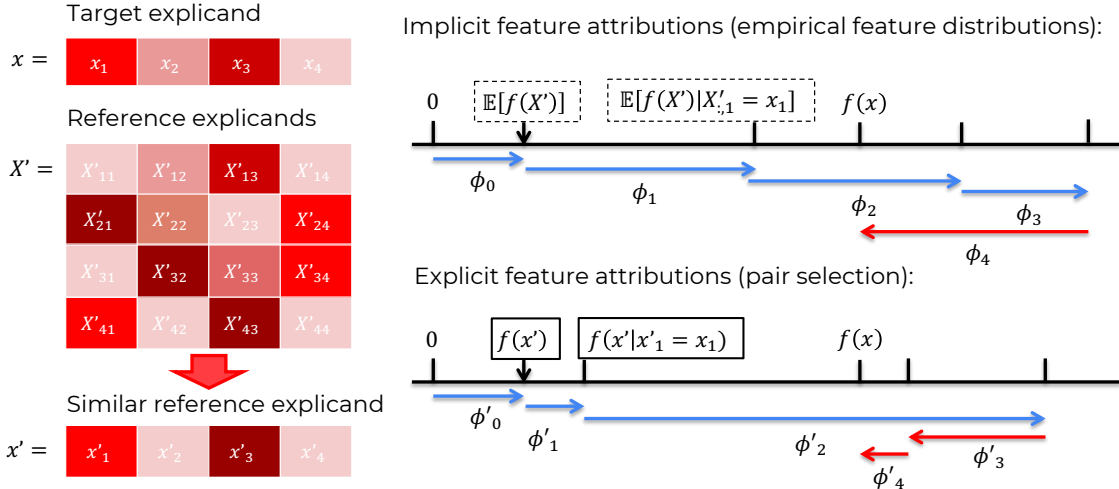 Target explicand
x =
x₁ x₂ x₃ x₄
Reference explicands
X' =
X'₁₁ X'₁₂ X'₁₃ X'₁₄
X'₂₁ X'₂₂ X'₂₃ X'₂₄
X'₃₁ X'₃₂ X'₃₃ X'₃₄
X'₄₁ X'₄₂ X'₄₃ X'₄₄
Similar reference explicand
x' =
x'₁ x'₂ x'₃ x'₄
Implicit feature attributions (empirical feature distributions):
0 𝔼[f(X')] 𝔼[f(X')|X':,₁ = x₁] f(x)
ϕ₀ ϕ₁ ϕ₂ ϕ₃
ϕ₄
Explicit feature attributions (pair selection):
0 f(x') f(x'|x'₁ = x₁) f(x)
ϕ'₀ ϕ'₁ ϕ'₂ ϕ'₃
ϕ'₄